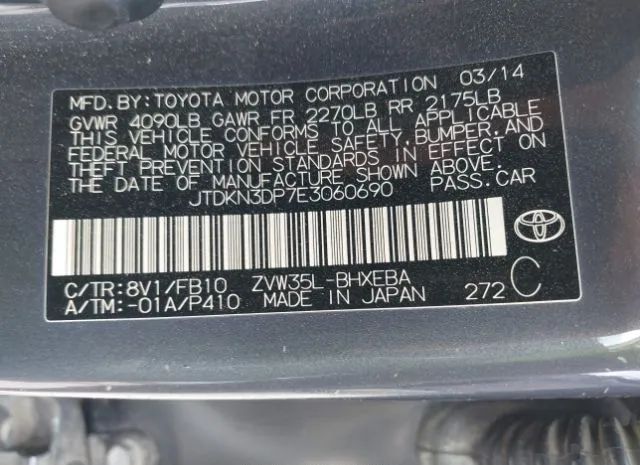 MFD. BY: TOYOTA MOTOR CORPORATION 03/14
GVWR 4090LB GAWR FR 2270LB RR 2175LB
THIS VEHICLE CONFORMS TO ALL APPLICABLE
FEDERAL MOTOR VEHICLE SAFETY, BUMPER, AND
THEFT PREVENTION STANDARDS IN EFFECT ON
THE DATE OF MANUFACTURE SHOWN ABOVE.
JTDKN3DP7E3060690 PASS. CAR
C/TR: 8V1/FB10 ZVW35L-BHXEBA
A/TM: -01A/P410 MADE IN JAPAN 272 C